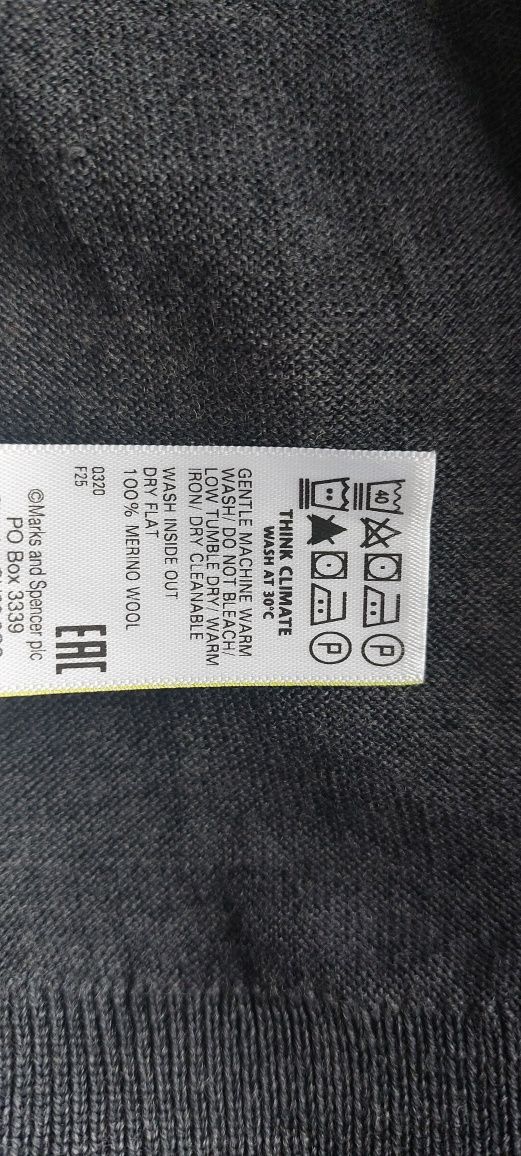 40 P
P
THINK CLIMATE
WASH AT 30°C
GENTLE MACHINE WARM
WASH/ DO NOT BLEACH/
LOW TUMBLE DRY/ WARM
IRON/ DRY CLEANABLE
WASH INSIDE OUT
DRY FLAT
100% MERINO WOOL
0320
F25
EAC
©Marks and Spencer plc
PO Box 3339